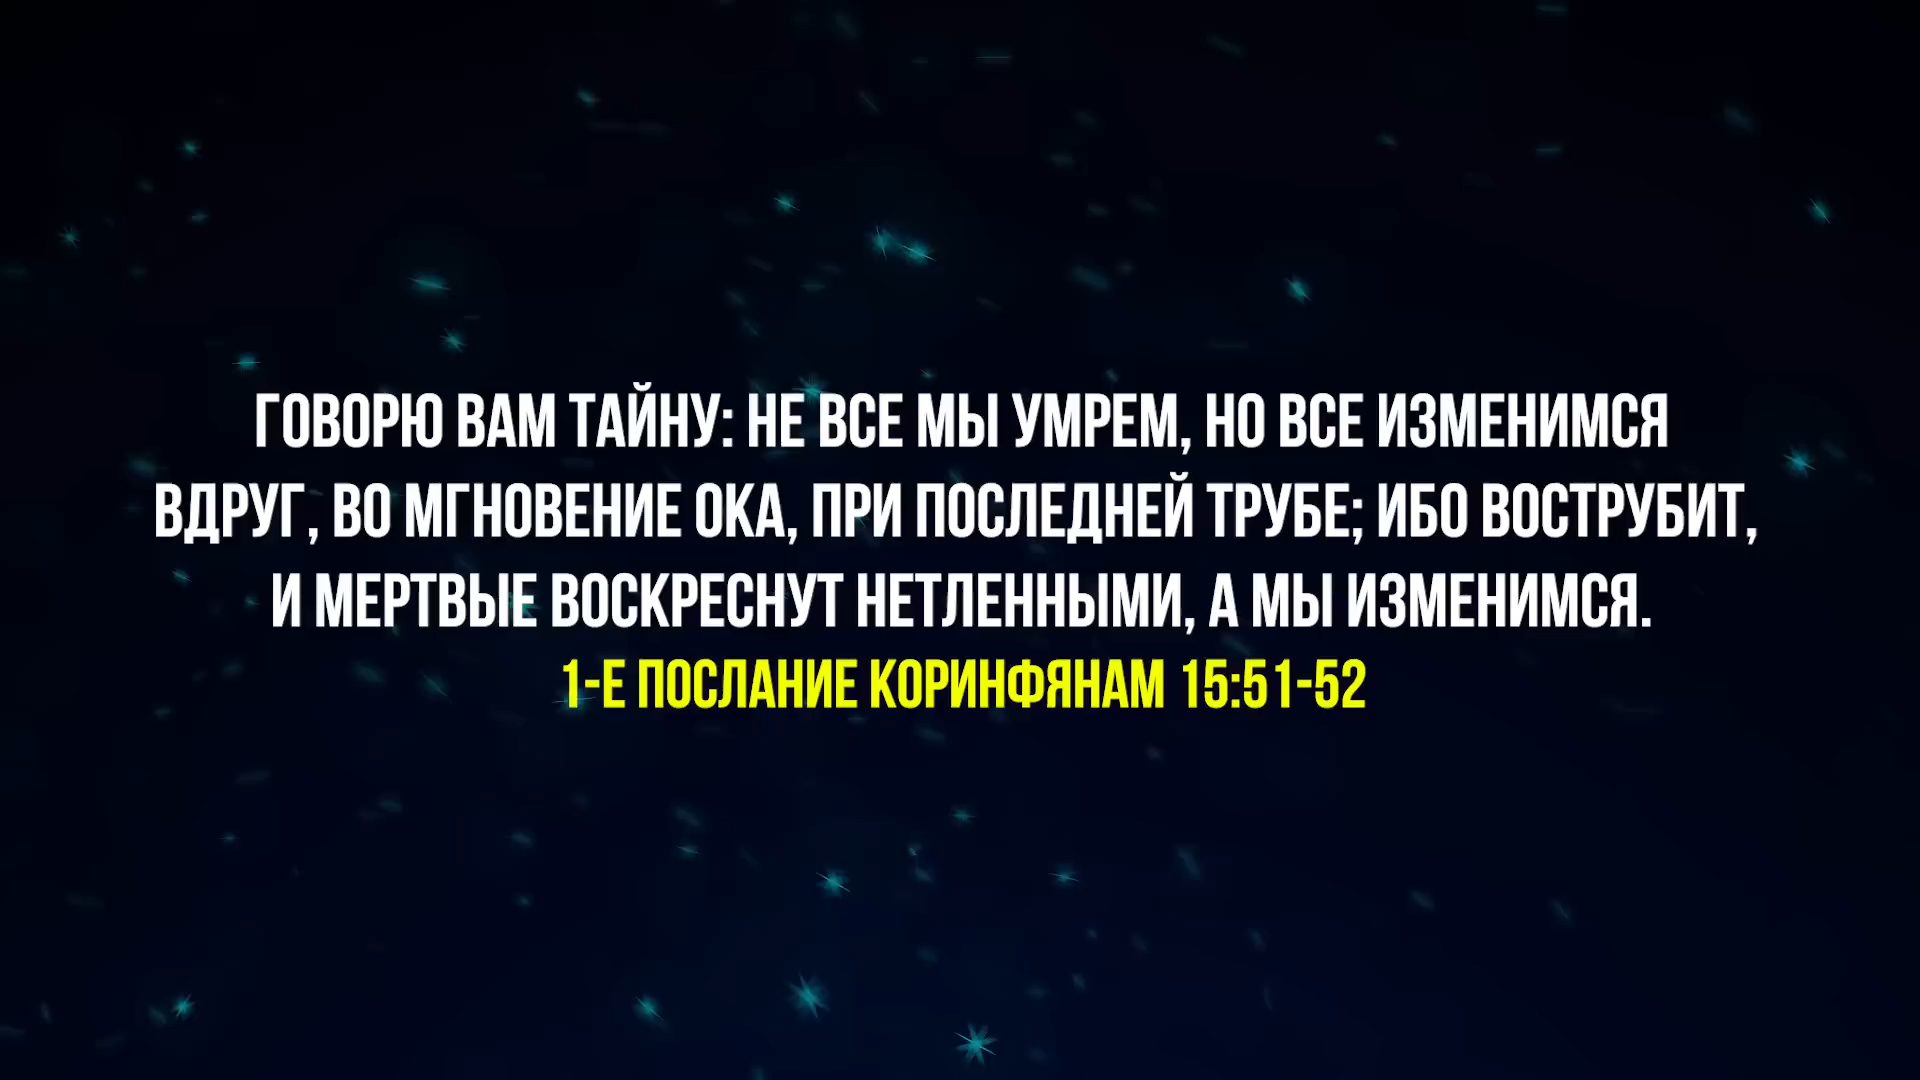 ГОВОРЮ ВАМ ТАЙНУ: НЕ ВСЕ МЫ УМРЕМ, НО ВСЕ ИЗМЕНИМСЯ
ВДРУГ, ВО МГНОВЕНИЕ ОКА, ПРИ ПОСЛЕДНЕЙ ТРУБЕ; ИБО ВОСТРУБИТ,
И МЕРТВЫЕ ВОСКРЕСНУТ НЕТЛЕННЫМИ, А МЫ ИЗМЕНИМСЯ.
1-Е ПОСЛАНИЕ КОРИНФЯНАМ 15:51-52